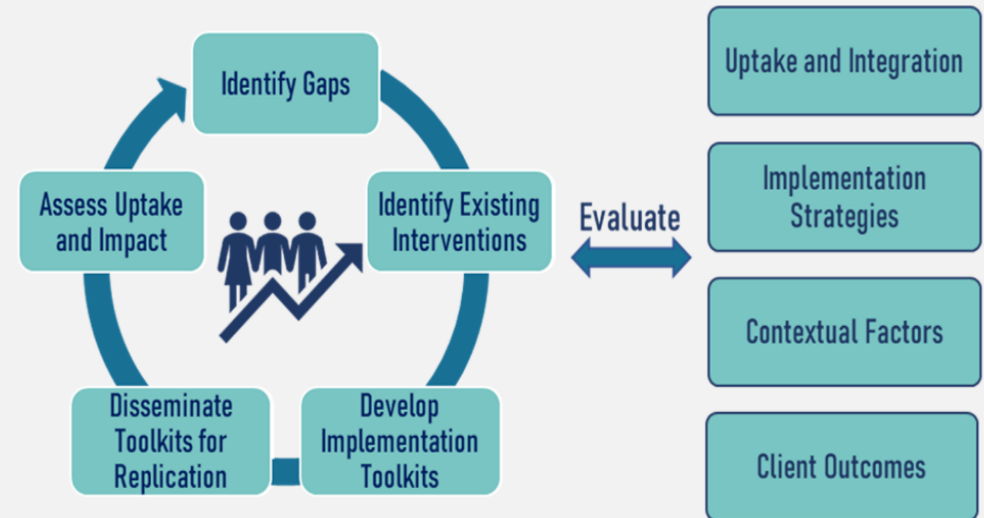 Identify Gaps
Identify Existing
Interventions
Develop
Implementation
Toolkits
Disseminate
Toolkits for
Replication
Assess Uptake
and Impact
Evaluate
Uptake and Integration
Implementation
Strategies
Contextual Factors
Client Outcomes